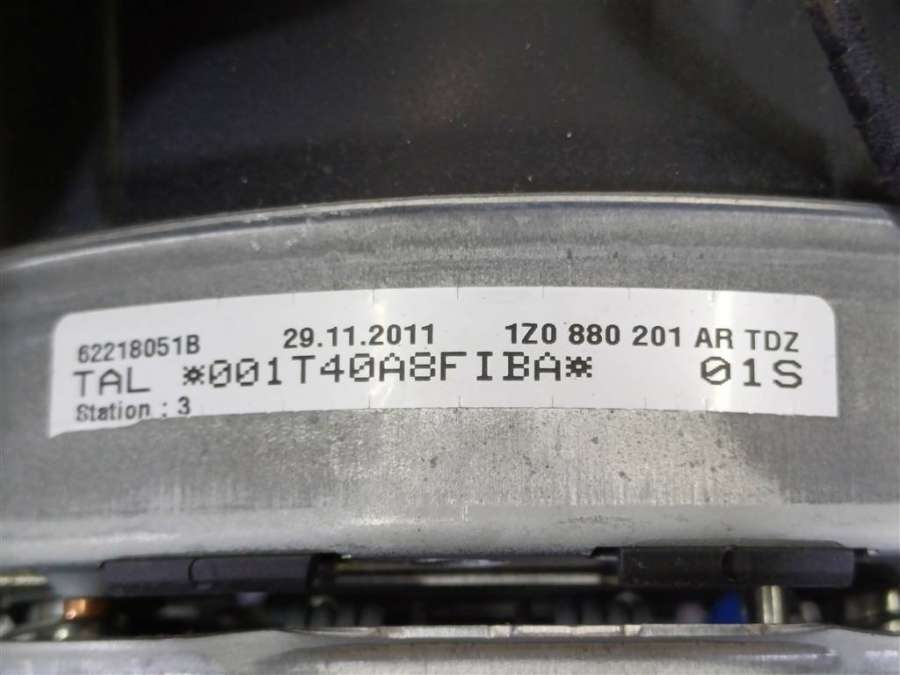 62218051B 29.11.2011 1Z0 880 201 AR TDZ
TAL *001T40A8FIBA* 01S
Station : 3